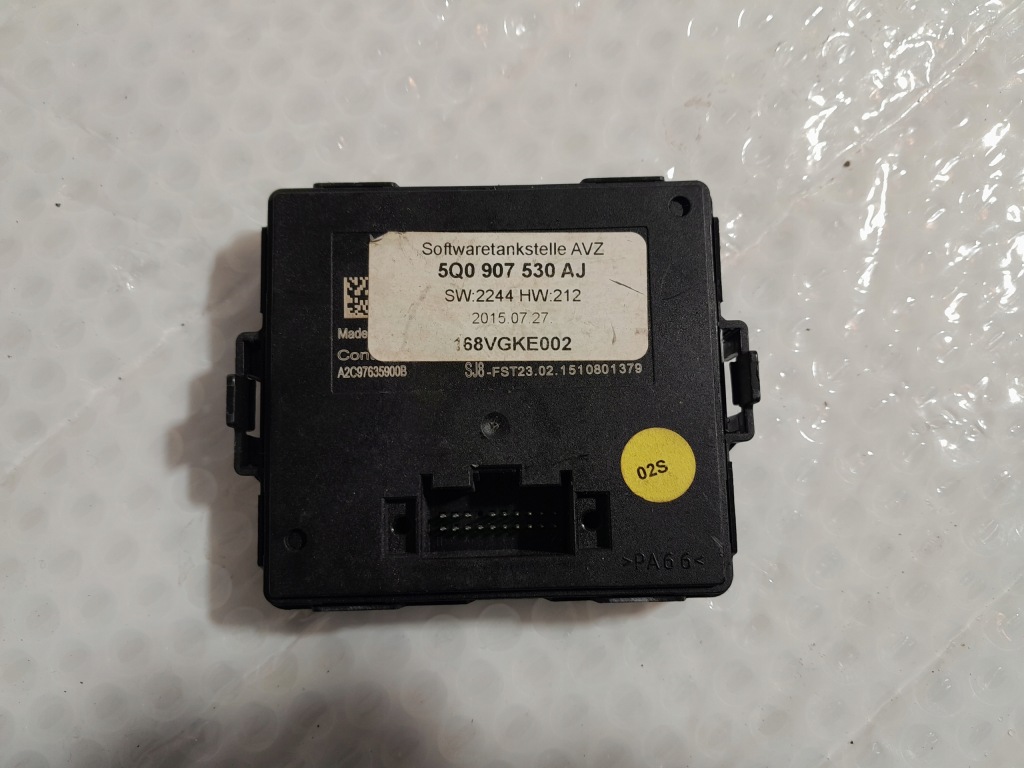 Softwaretankstelle AVZ
5Q0 907 530 AJ
SW:2244 HW:212
2015.07.27.
168VGKE002
Made
A2C97635900B
SJ8-FST23.02.1510801379
02S
>PA66<